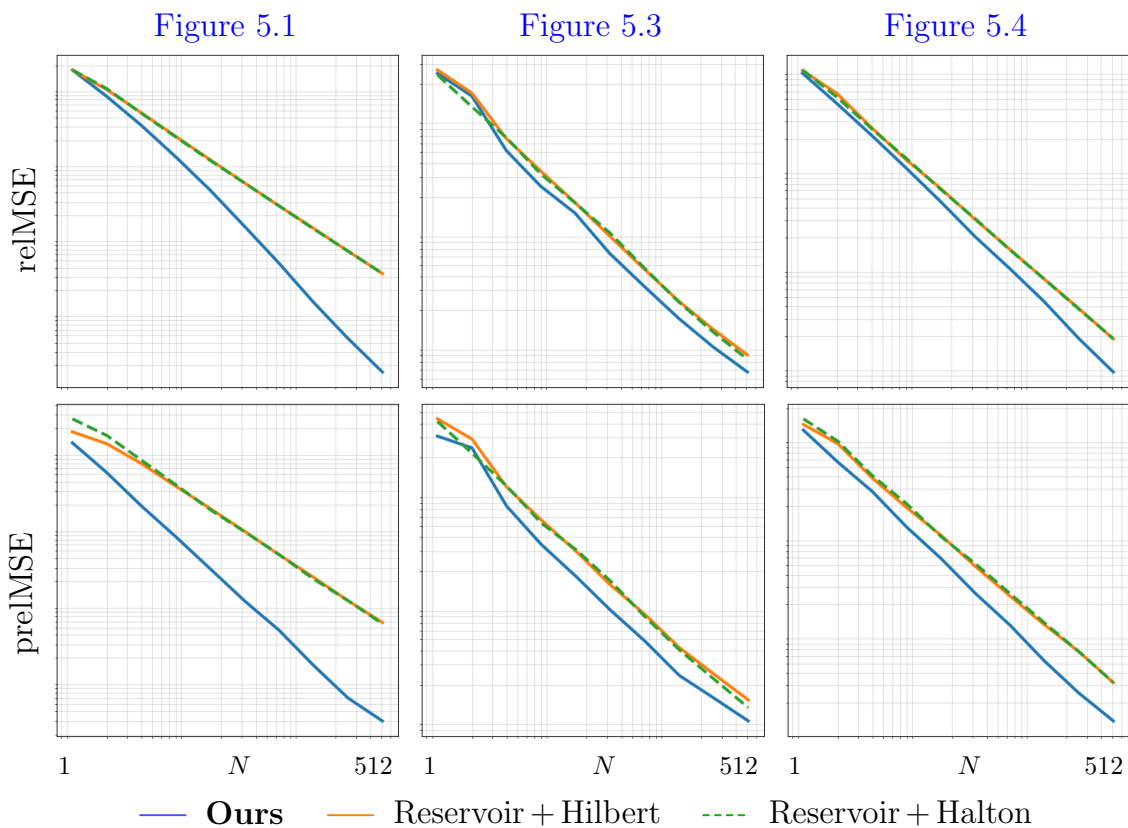 Figure 5.1 Figure 5.3 Figure 5.4
relMSE
prelMSE
1 N 512 1 N 512 1 N 512
Ours Reservoir + Hilbert Reservoir + Halton